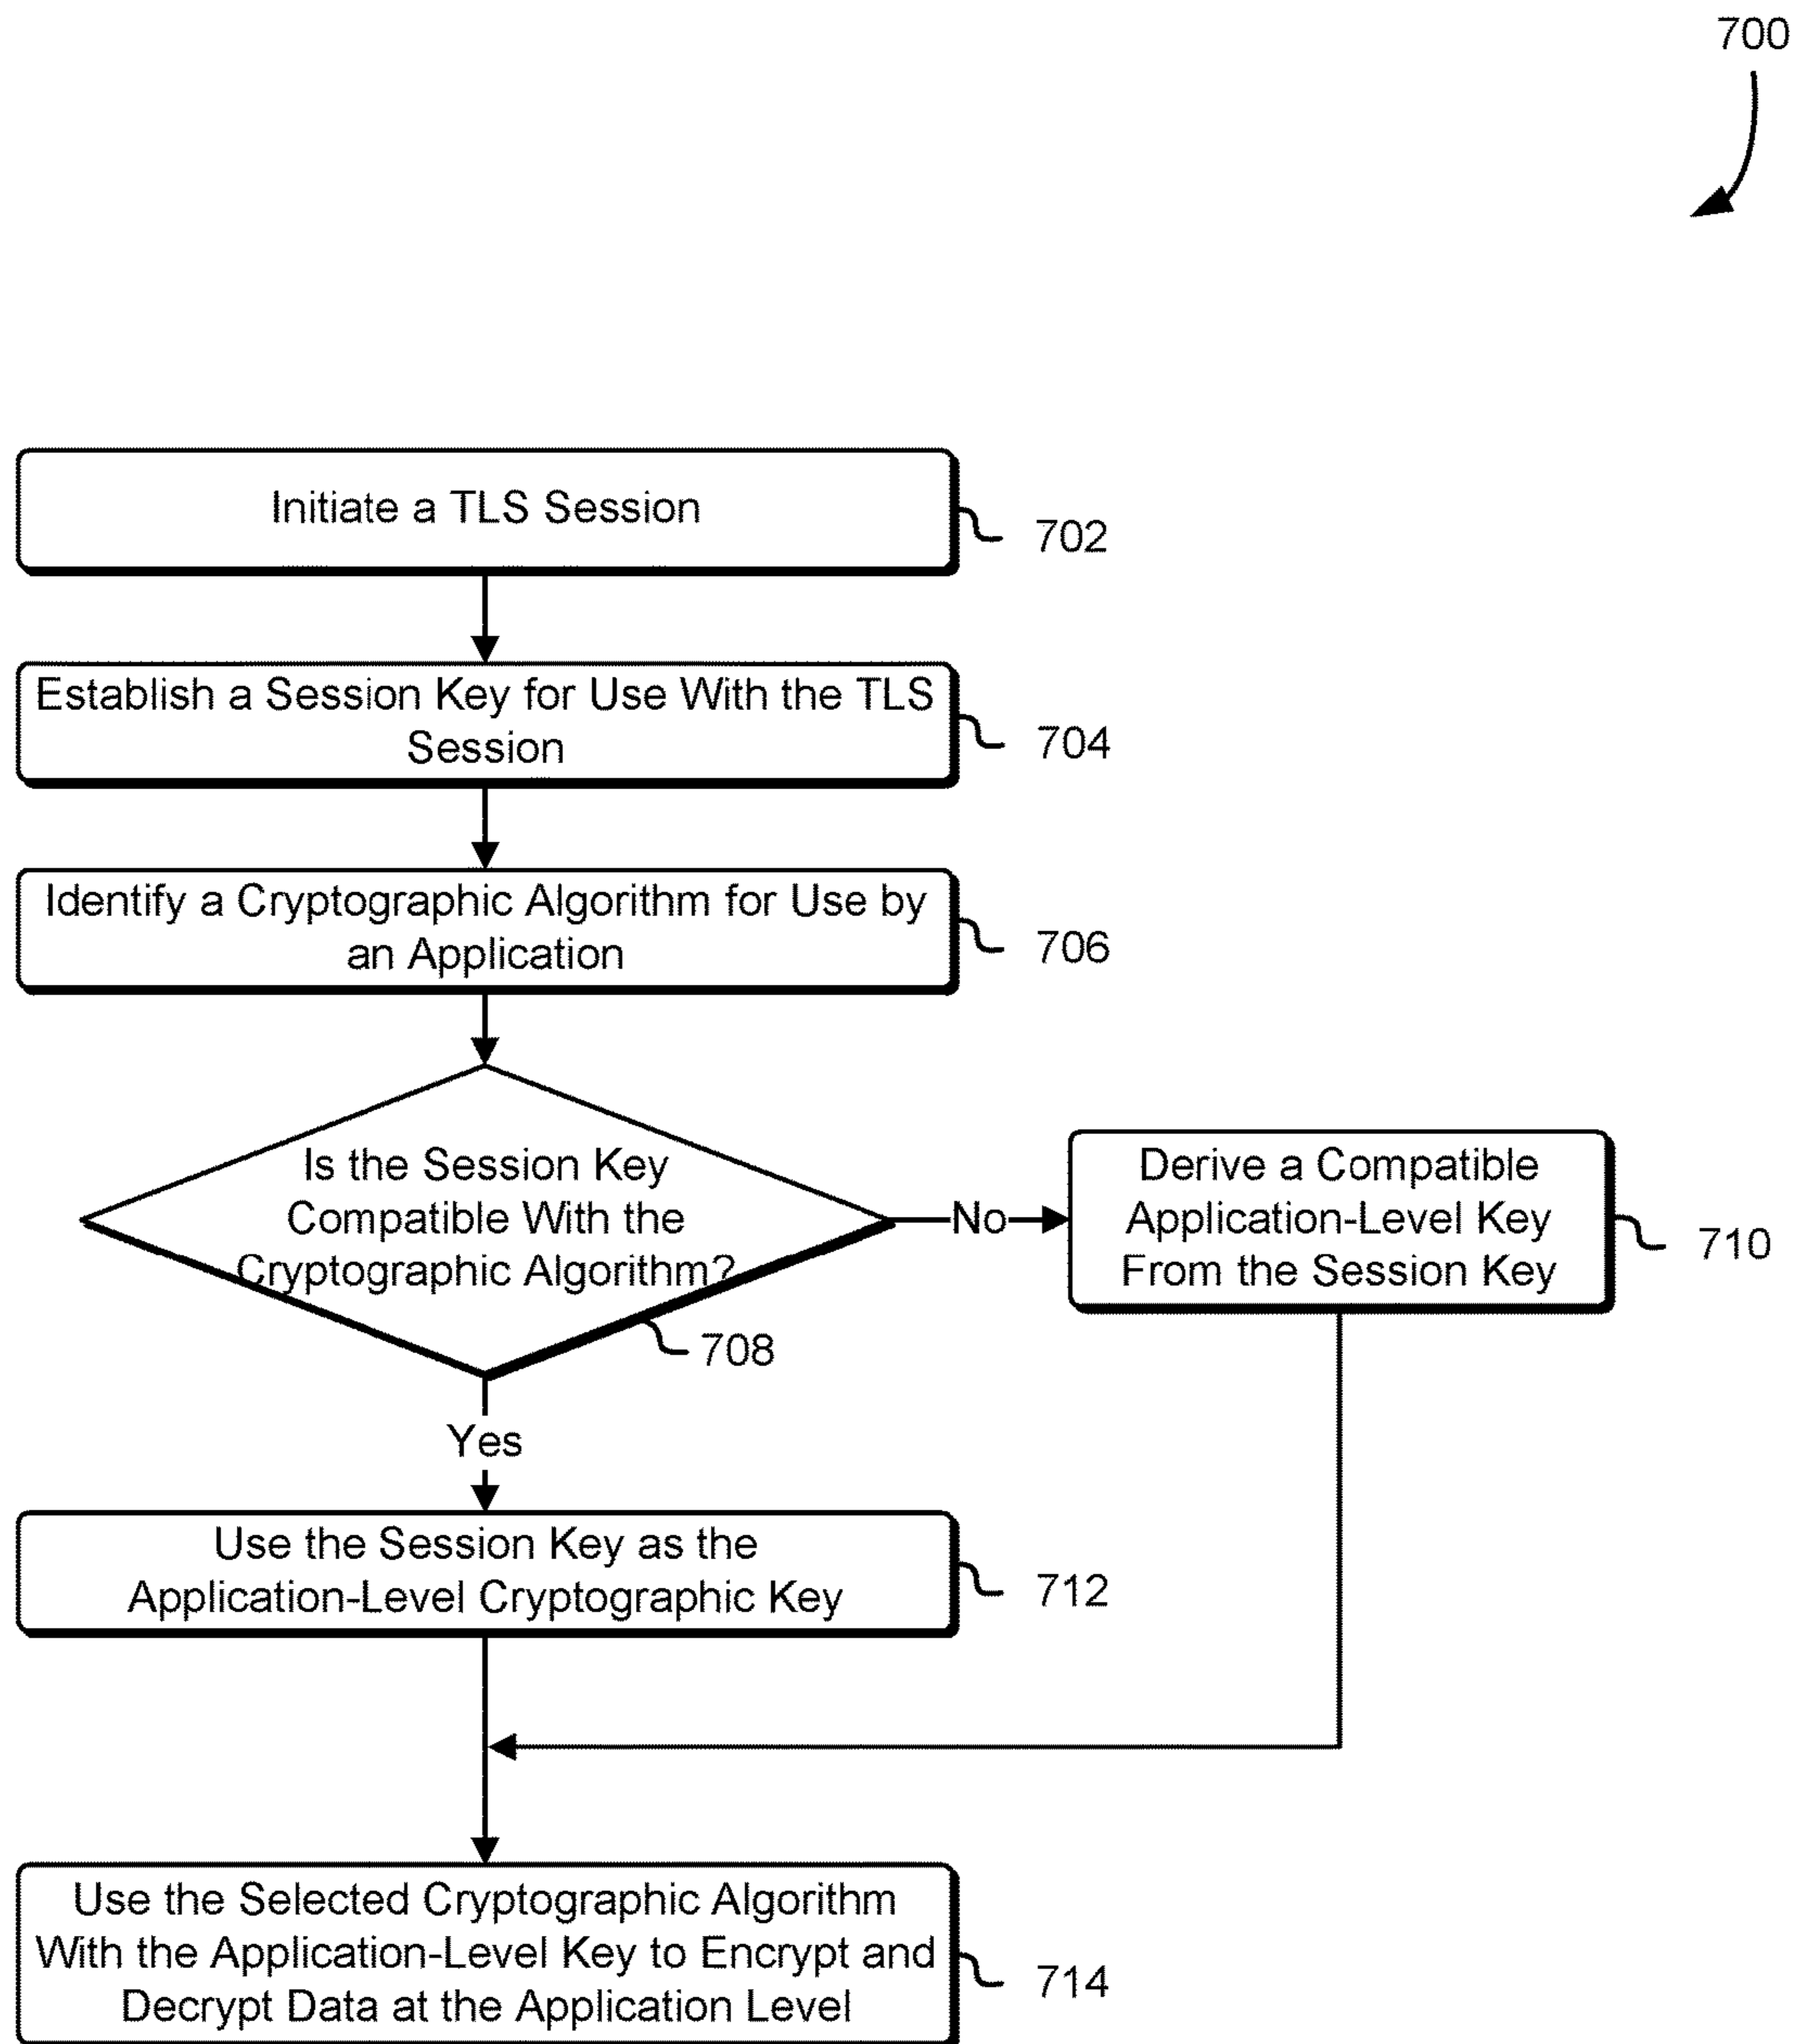 700
Initiate a TLS Session
702
Establish a Session Key for Use With the TLS
Session
704
Identify a Cryptographic Algorithm for Use by
an Application
706
Is the Session Key
Compatible With the
Cryptographic Algorithm?
708
No
Derive a Compatible
Application-Level Key
From the Session Key
710
Yes
Use the Session Key as the
Application-Level Cryptographic Key
712
Use the Selected Cryptographic Algorithm
With the Application-Level Key to Encrypt and
Decrypt Data at the Application Level
714